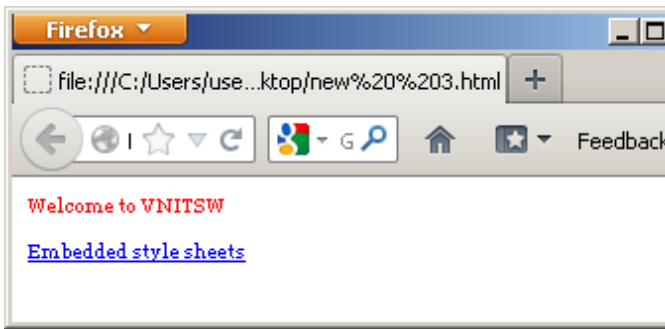 Firefox
file:///C:/Users/use...ktop/new%20%203.html +
G
Feedback
Welcome to VNITSW
Embedded style sheets